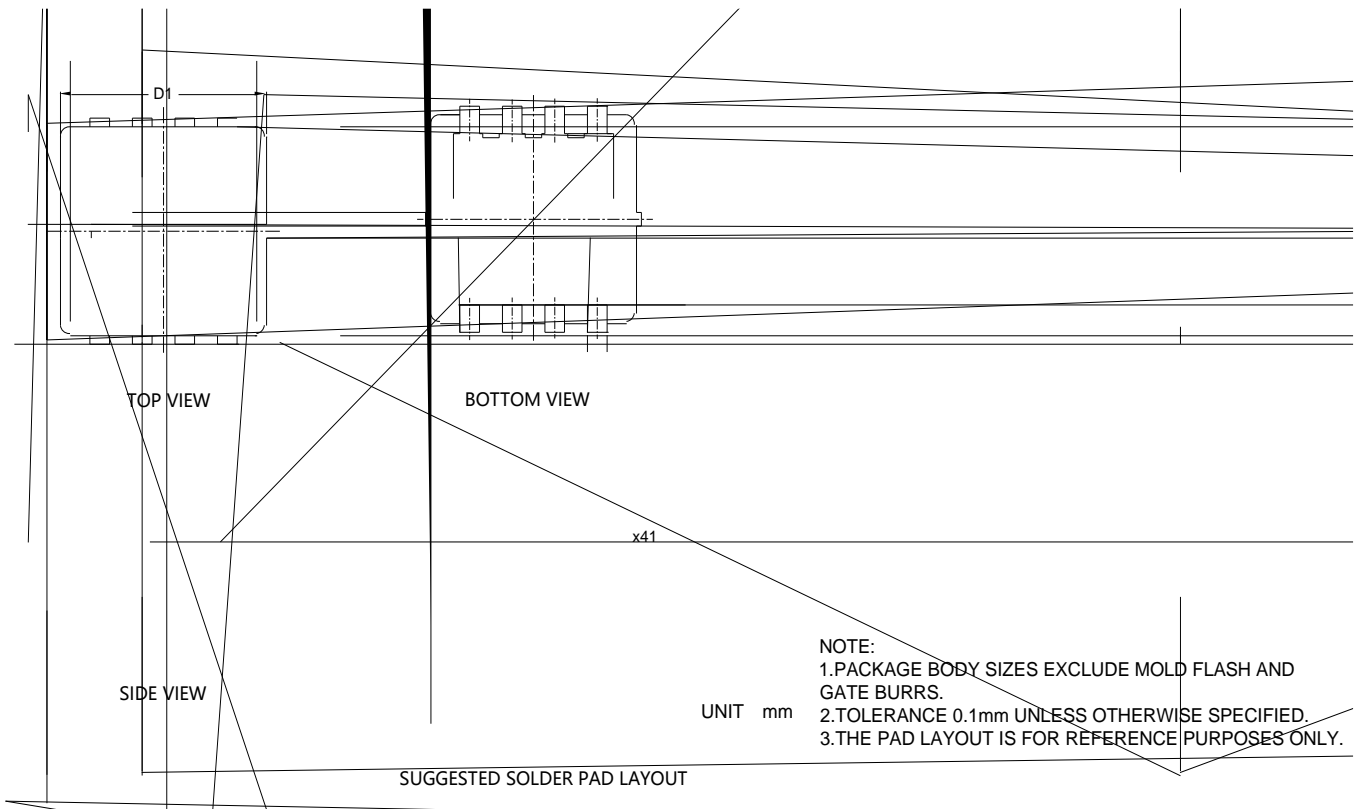 D1
TOP VIEW
BOTTOM VIEW
x41
SIDE VIEW
UNIT mm
NOTE:
1.PACKAGE BODY SIZES EXCLUDE MOLD FLASH AND
GATE BURRS.
2.TOLERANCE 0.1mm UNLESS OTHERWISE SPECIFIED.
3.THE PAD LAYOUT IS FOR REFERENCE PURPOSES ONLY.
SUGGESTED SOLDER PAD LAYOUT